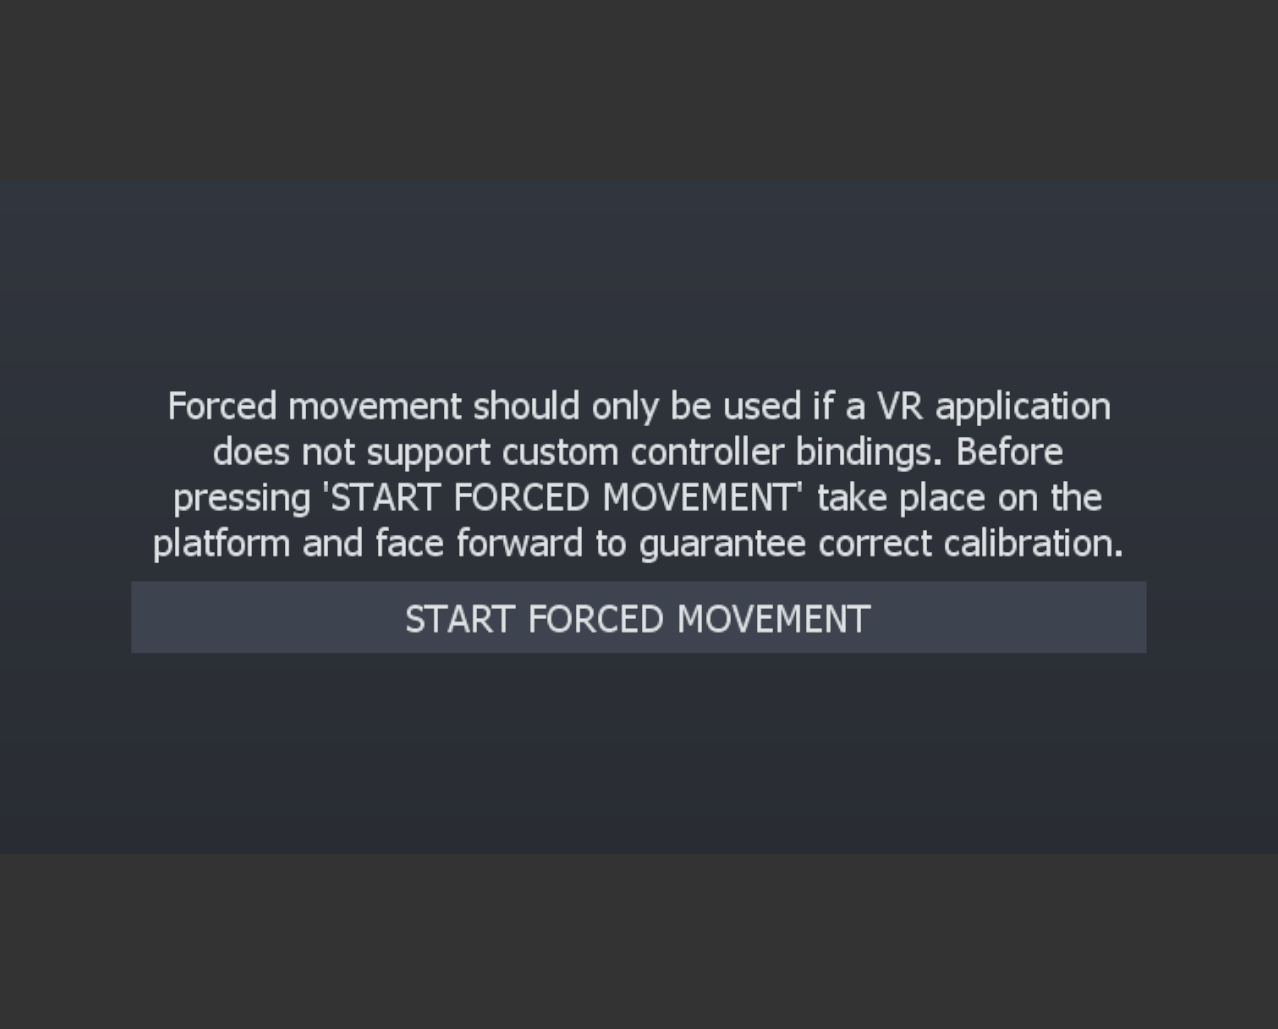 Forced movement should only be used if a VR application
does not support custom controller bindings. Before
pressing 'START FORCED MOVEMENT' take place on the
platform and face forward to guarantee correct calibration.
START FORCED MOVEMENT